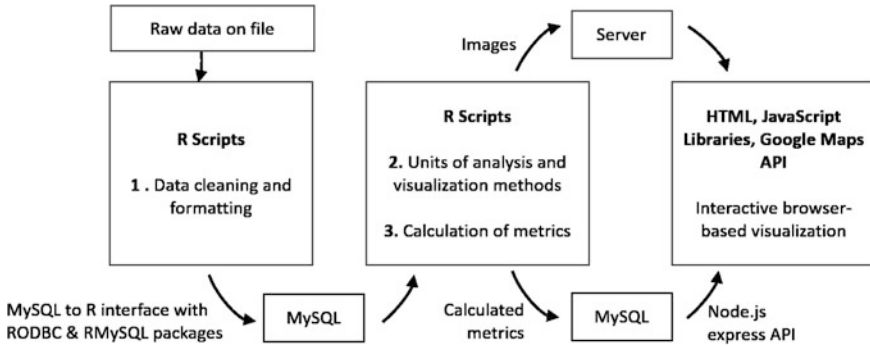 Raw data on file
R Scripts
1 . Data cleaning and
formatting
MySQL to R interface with
RODBC & RMySQL packages
MySQL
R Scripts
2. Units of analysis and
visualization methods
3. Calculation of metrics
Images
Server
Calculated
metrics
MySQL
Node.js
express API
HTML, JavaScript
Libraries, Google Maps
API
Interactive browser-
based visualization